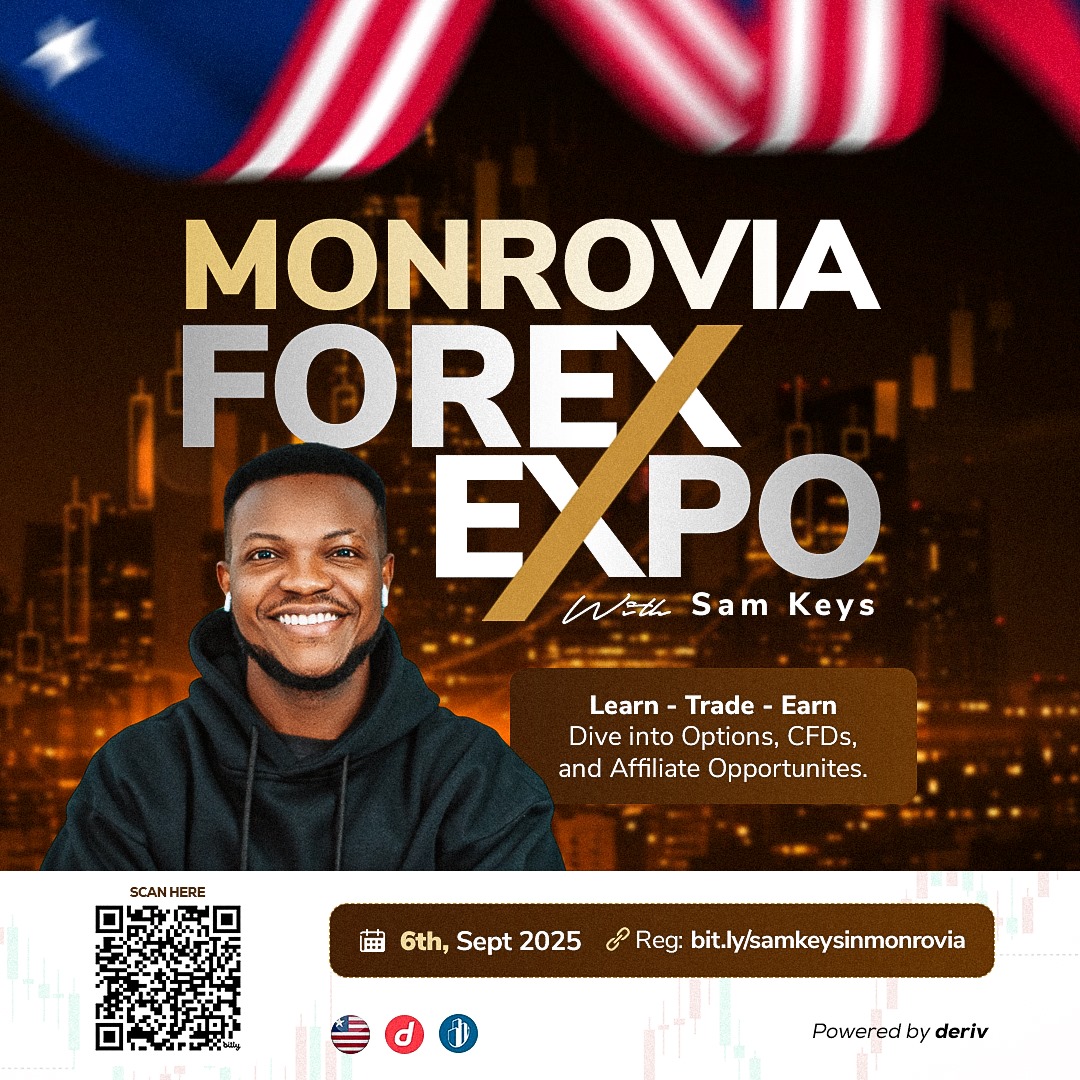 MONROVIA
FOREX
EXPO
With Sam Keys
Learn - Trade - Earn
Dive into Options, CFDs,
and Affiliate Opportunites.
SCAN HERE
bitly
6th, Sept 2025
Reg: bit.ly/samkeysinmonrovia
Powered by deriv